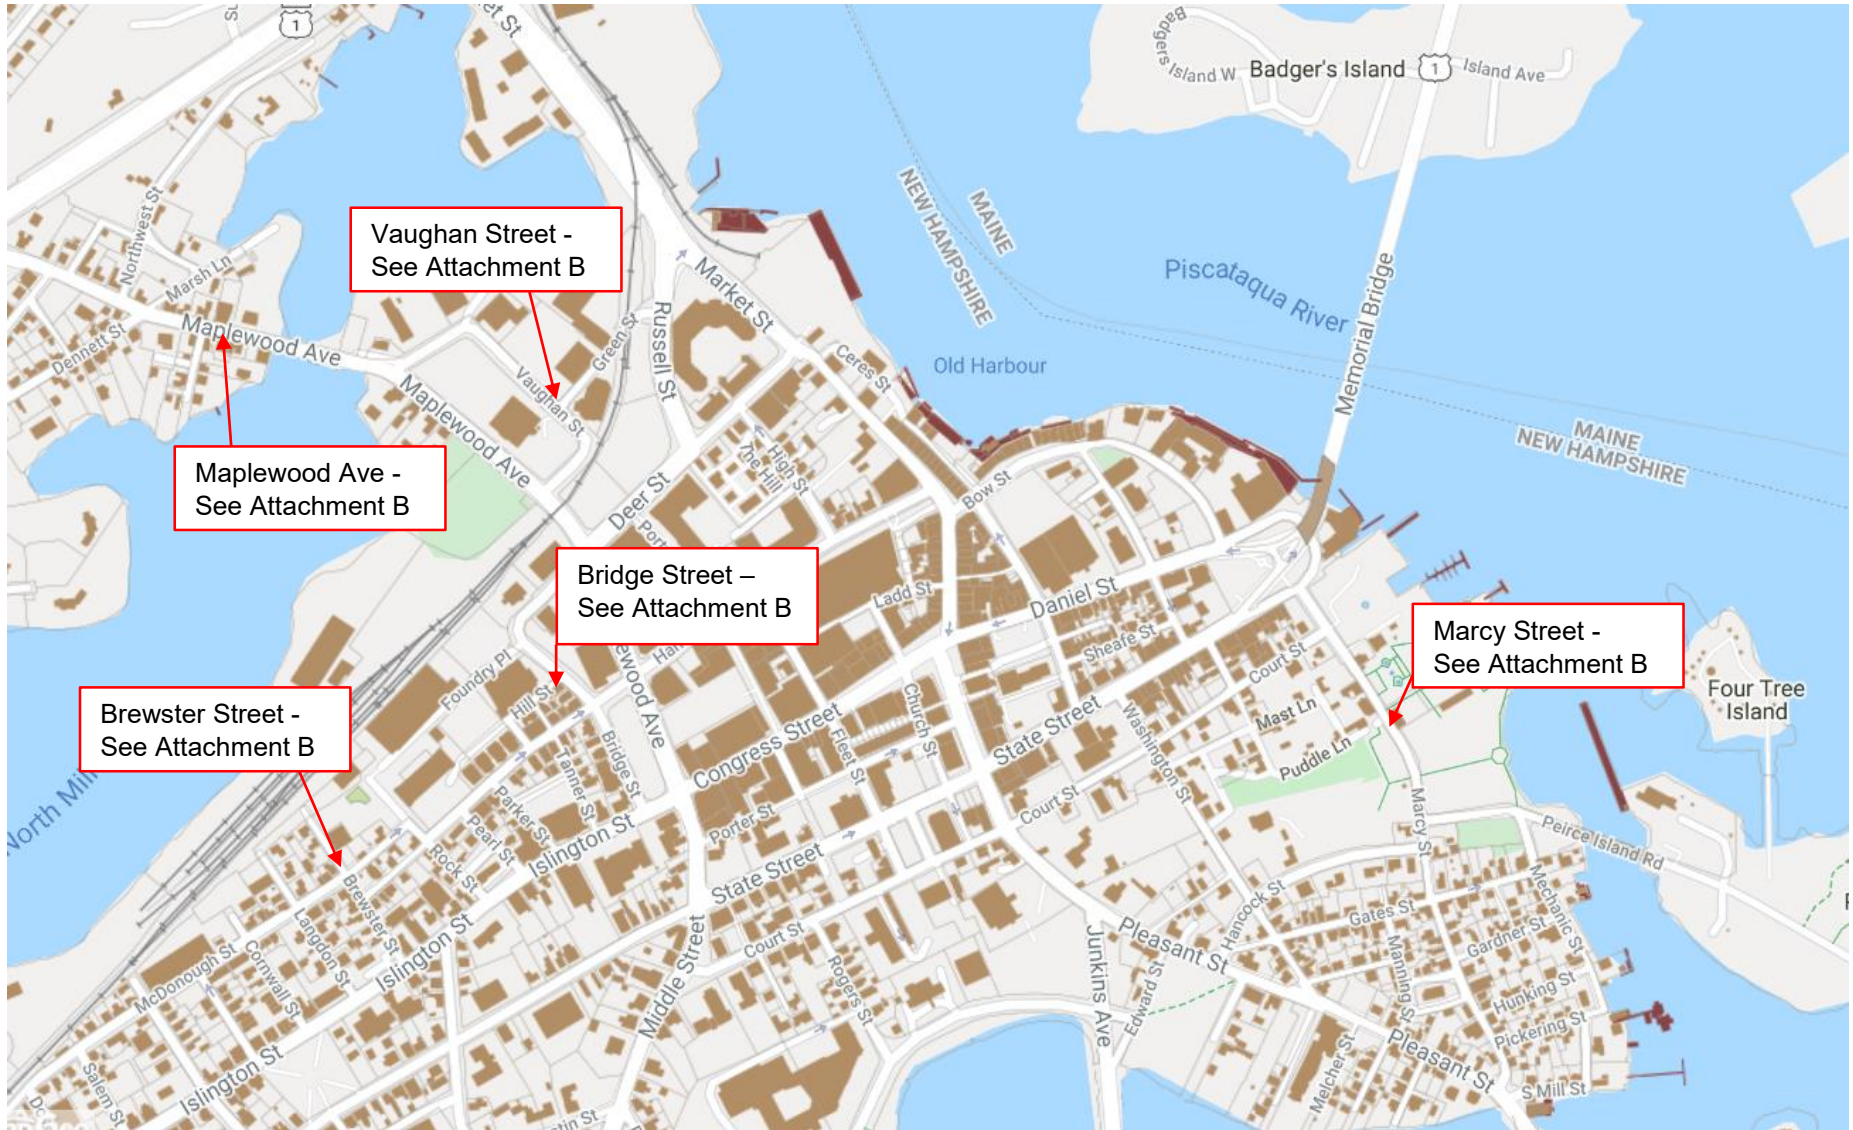 1
Badgers Island W
Badger's Island
1
Island Ave
Northwest St
Marsh Ln
Vaughan Street -
See Attachment B
NEW HAMPSHIRE
MAINE
Piscataqua River
Memorial Bridge
Market St
Russell St
Green St
Maplewood Ave
Dennett St
Vaughan St
Ceres St
Old Harbour
Maplewood Ave
MAINE
NEW HAMPSHIRE
Maplewood Ave -
See Attachment B
High St
The Hill
Deer St
Bow St
Bridge Street –
See Attachment B
Ladd St
Daniel St
Sheafe St
Court St
Marcy Street -
See Attachment B
Four Tree
Island
Foundry Pl
Hill St
Brewster Street -
See Attachment B
Tanner St
Bridge St
Congress Street
Fleet St
Church St
State Street
Washington St
Mast Ln
Puddle Ln
Marcy St
Peirce Island Rd
Parker St
Pearl St
Rock St
Islington St
Porter St
Court St
State Street
Brewster St
Langdon St
Cornwall St
McDonough St
Islington St
Middle Street
Court St
Rogers St
Junkins Ave
Pleasant St
Edward St
Hancock St
Gates St
Gardner St
Mechanic St
Manning St
Hunking St
Pickering St
Pleasant St
Melcher St
S Mill St
Salem St
Islington St